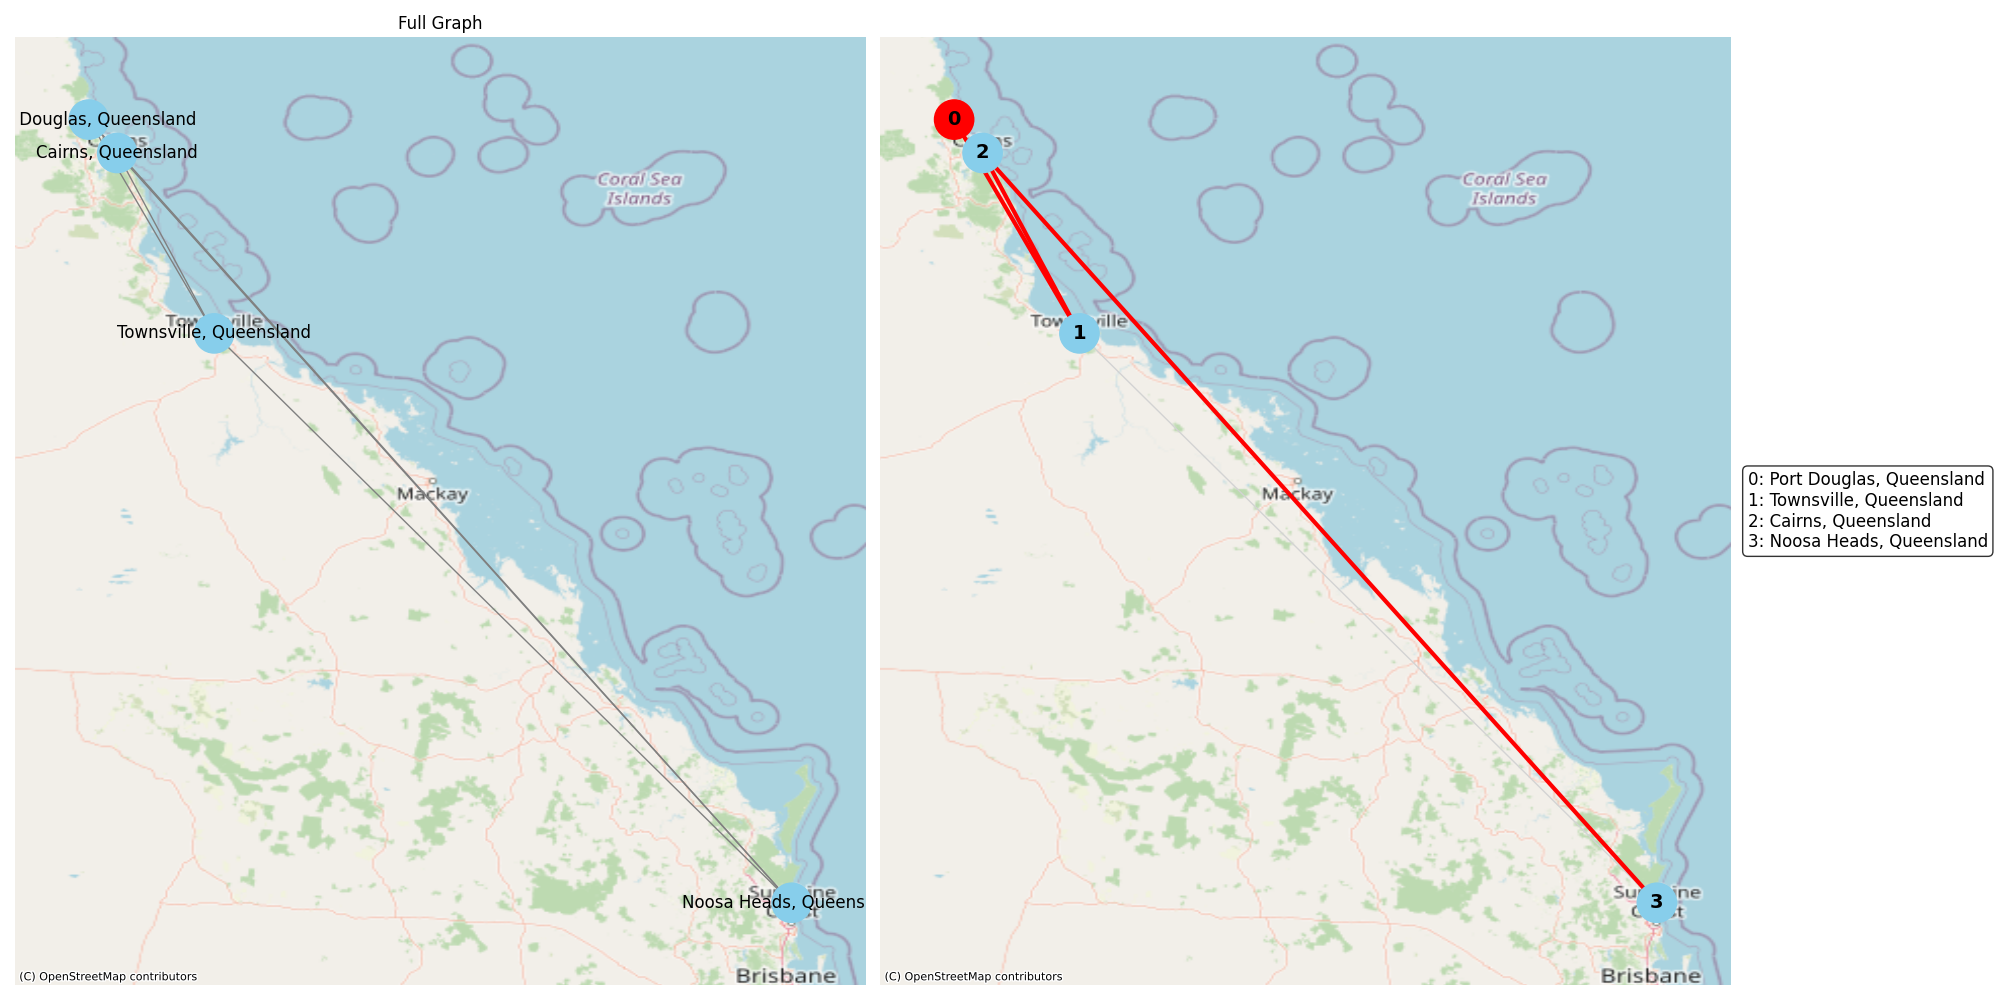 Full Graph
Douglas, Queensland
Cairns, Queensland
Townsville, Queensland
Coral Sea
Islands
Mackay
Noosa Heads, Queens
Brisbane
(C) OpenStreetMap contributors
0
2
1
Coral Sea
Islands
Mackay
3
Brisbane
(C) OpenStreetMap contributors
0: Port Douglas, Queensland
1: Townsville, Queensland
2: Cairns, Queensland
3: Noosa Heads, Queensland